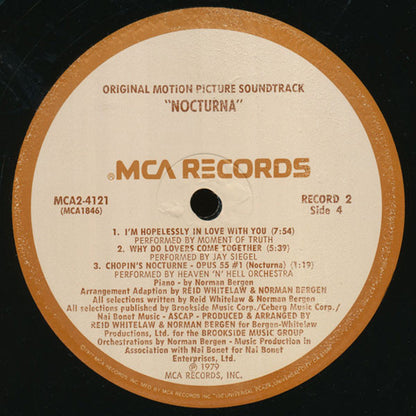 ORIGINAL MOTION PICTURE SOUNDTRACK
"NOCTURNA"
®MCA RECORDS
MCA2-4121
(MCA1846)
RECORD 2
Side 4
1. I'M HOPELESSLY IN LOVE WITH YOU (7:54)
PERFORMED BY MOMENT OF TRUTH
2. WHY DO LOVERS COME TOGETHER (5:39)
PERFORMED BY JAY SIEGEL
3. CHOPIN'S NOCTURNE - OPUS 55 #1 (Nocturna) (1:19)
PERFORMED BY HEAVEN 'N' HELL ORCHESTRA
Piano - by Norman Bergen
Arrangement Adaption by REID WHITELAW & NORMAN BERGEN
All selections written by Reid Whitelaw & Norman Bergen
All selections published by Brookside Music Corp./Ceberg Music Corp./
Nai Bonet Music - ASCAP - PRODUCED & ARRANGED BY
REID WHITELAW & NORMAN BERGEN for Bergen-Whitelaw
Productions, Ltd. for the BROOKSIDE MUSIC GROUP
Orchestrations by Norman Bergen - Music Production in
Association with Nai Bonet for Nai Bonet
Enterprises, Ltd.
℗ 1979
MCA RECORDS, INC.
MCA RECORDS, INC.